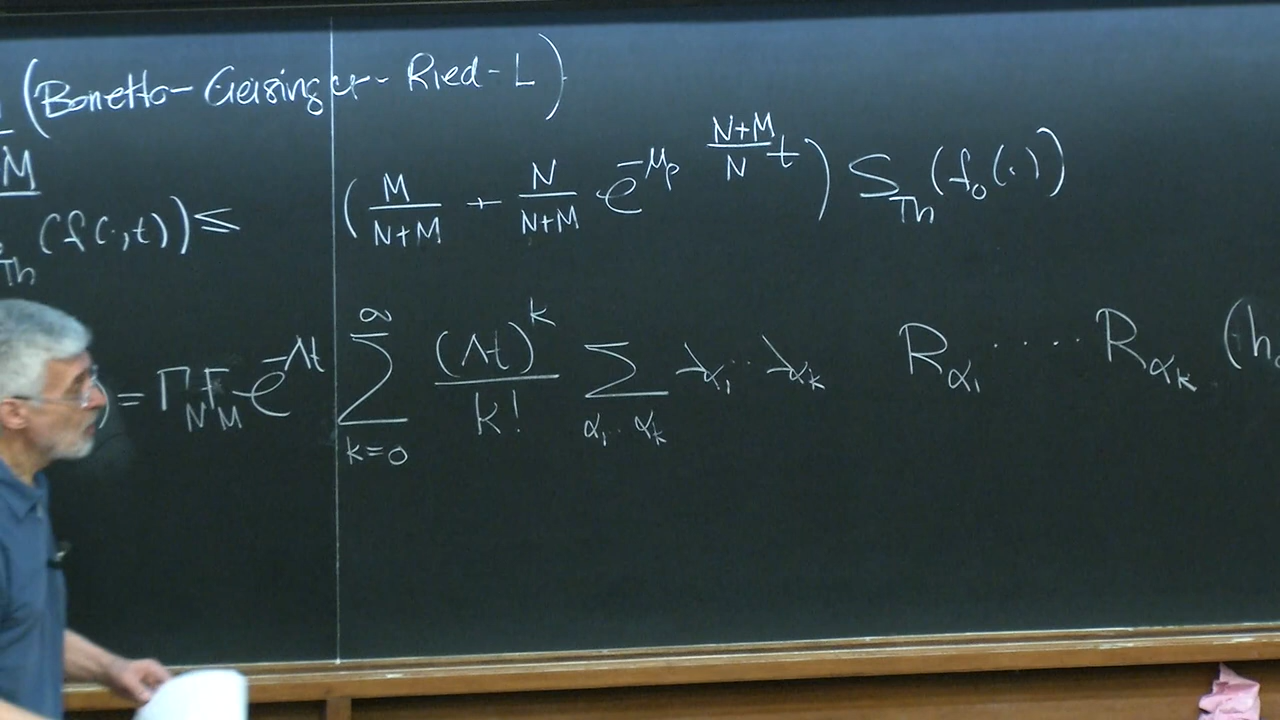 (Bonetto-Geisinger-Ried-L)
M
Th (f(·,t)) ≤ (M/(N+M) + N/(N+M) e^{-μ_ρ (N+M)/N t}) S_Th (f_0(·))
) = Γ_N F_M e^{-Λt} ∑_{k=0}^{∞} (Λt)^k / k! ∑_{α_1..α_k} λ_{α_1} ·· λ_{α_k} R_{α_1} ····· R_{α_k} (h